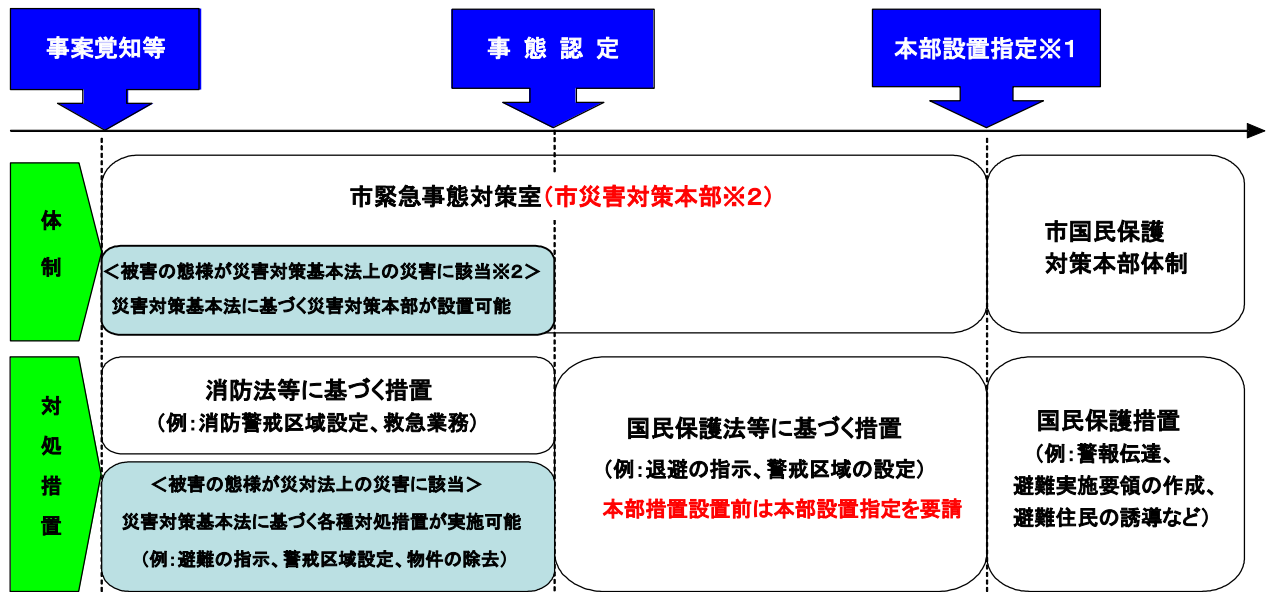 事案覚知等
事態認定
本部設置指定※1
体制
市緊急事態対策室(市災害対策本部※2)
<被害の態様が災害対策基本法上の災害に該当※2>
災害対策基本法に基づく災害対策本部が設置可能
市国民保護
対策本部体制
対処措置
消防法等に基づく措置
(例:消防警戒区域設定、救急業務)
<被害の態様が災対法上の災害に該当>
災害対策基本法に基づく各種対処措置が実施可能
(例:避難の指示、警戒区域設定、物件の除去)
国民保護法等に基づく措置
(例:退避の指示、警戒区域の設定)
本部措置設置前は本部設置指定を要請
国民保護措置
(例:警報伝達、
避難実施要領の作成、
避難住民の誘導など)